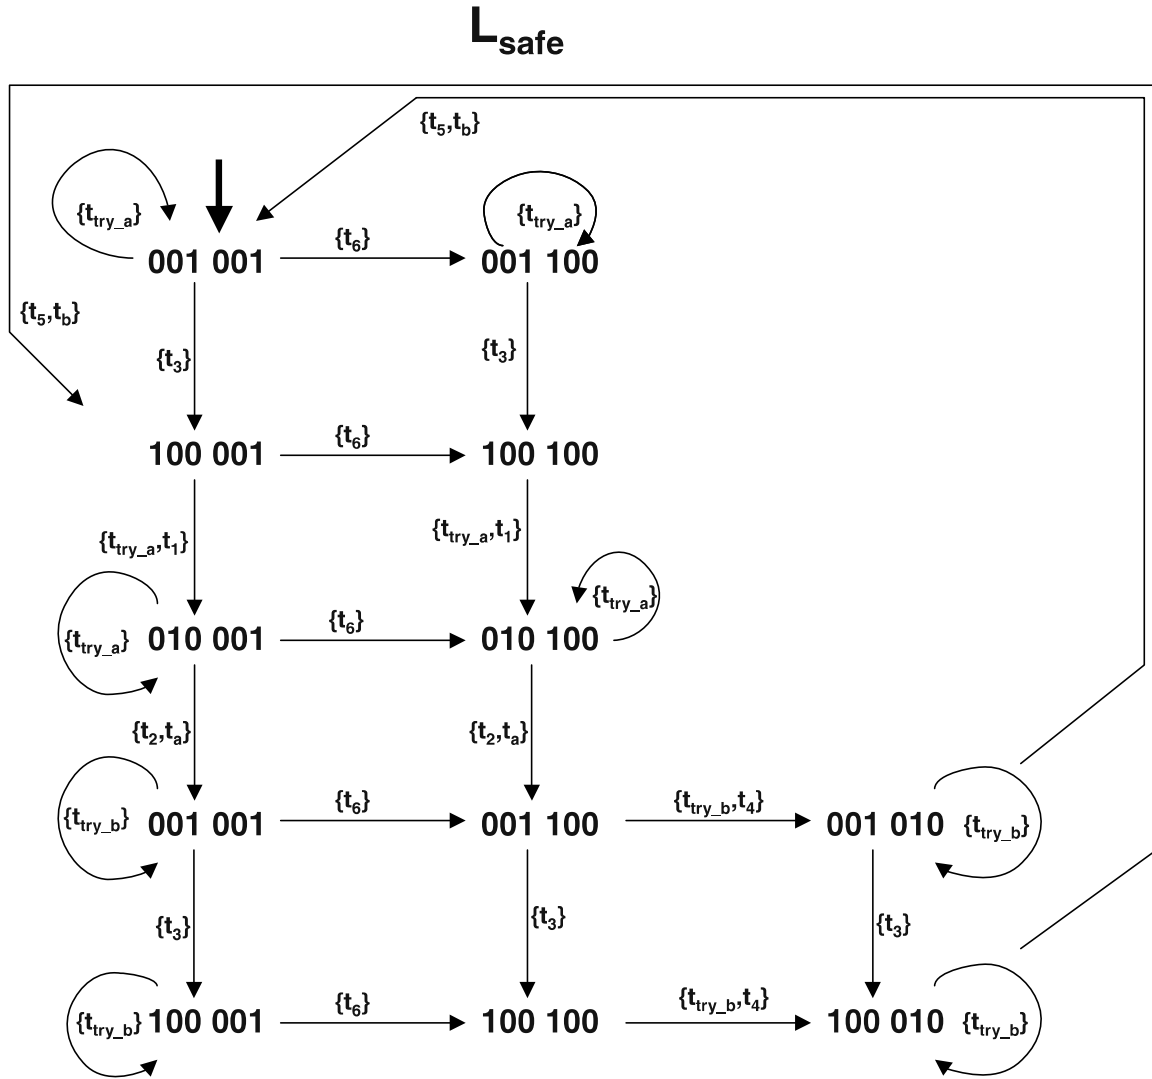 L_safe
{t_5,t_b}
{t_try_a} {t_try_a}
001 001 {t_6} 001 100
{t_5,t_b}
{t_3} {t_3}
100 001 {t_6} 100 100
{t_try_a,t_1} {t_try_a,t_1}
{t_try_a}
{t_try_a} 010 001 {t_6} 010 100
{t_2,t_a} {t_2,t_a}
{t_try_b} 001 001 {t_6} 001 100 {t_try_b,t_4} 001 010 {t_try_b}
{t_3} {t_3} {t_3}
{t_try_b} 100 001 {t_6} 100 100 {t_try_b,t_4} 100 010 {t_try_b}